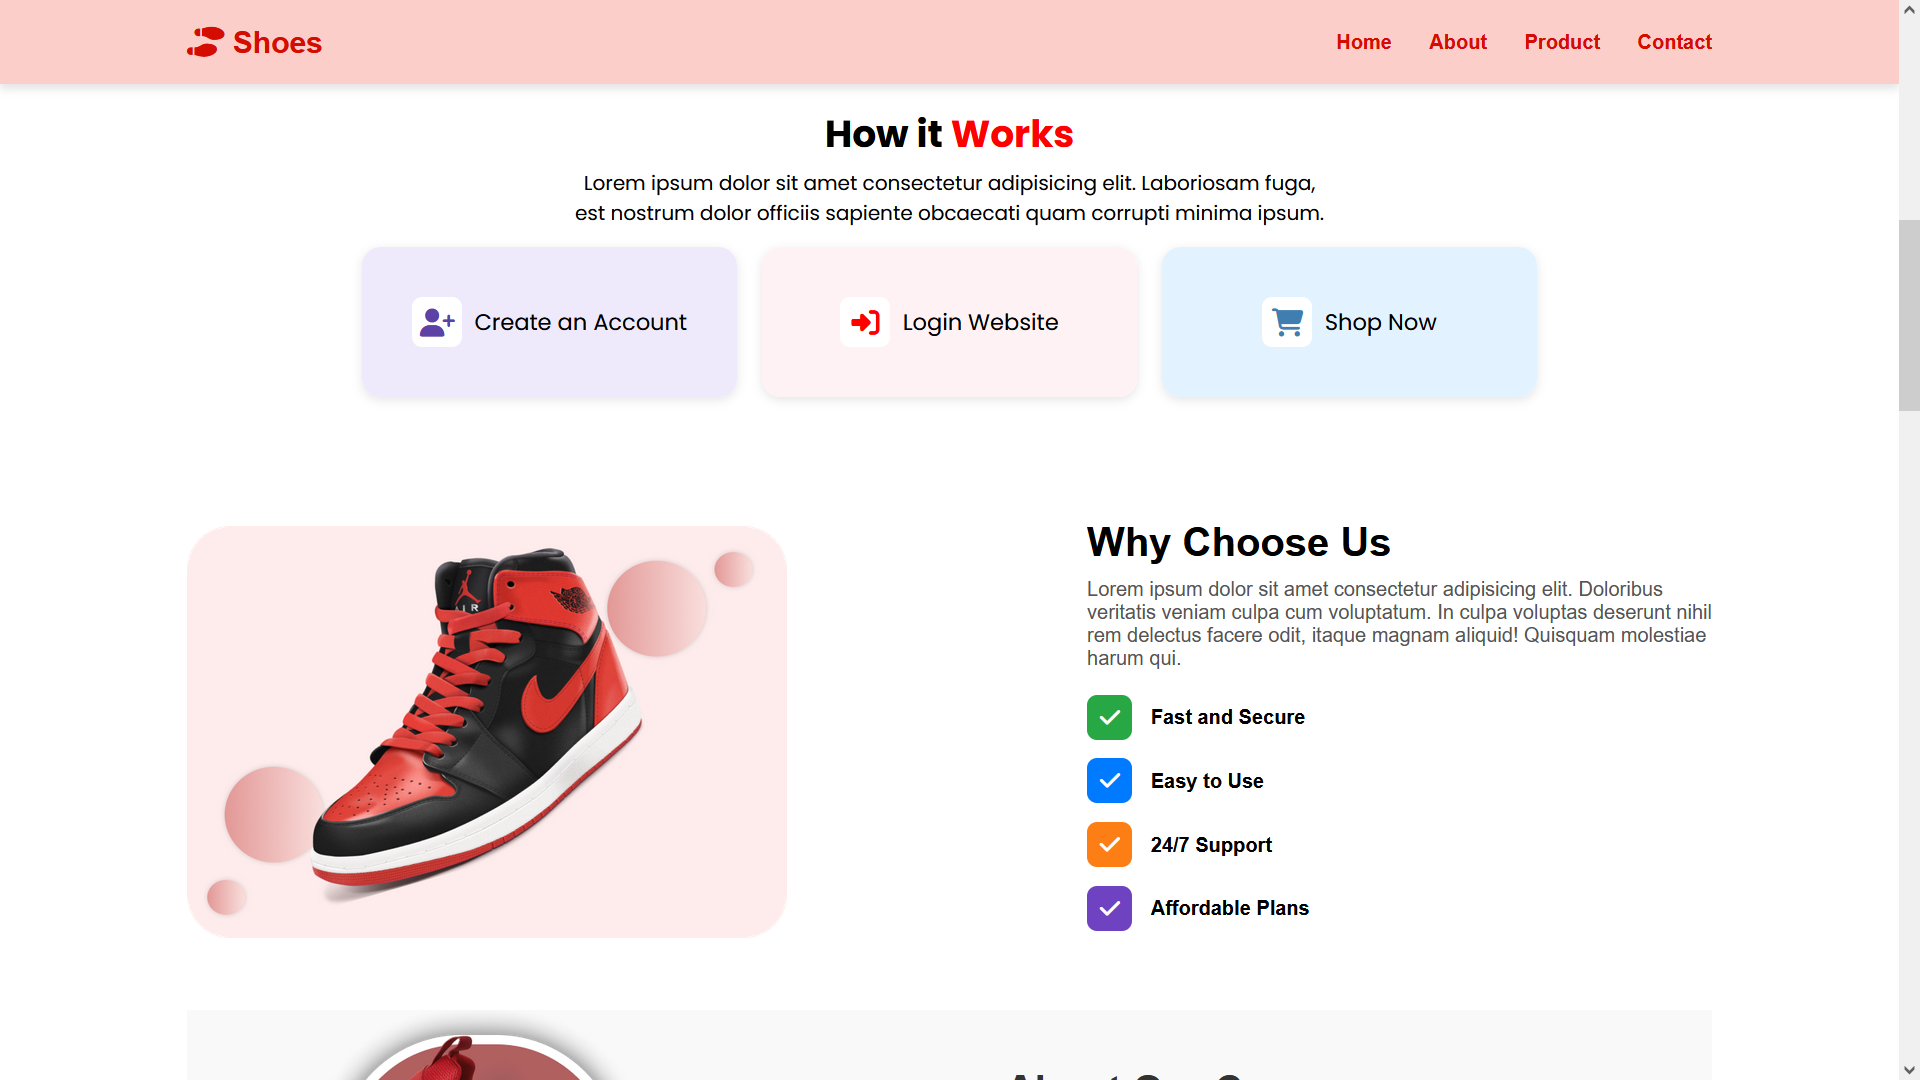 Shoes
Home About Product Contact
How it Works
Lorem ipsum dolor sit amet consectetur adipisicing elit. Laboriosam fuga,
est nostrum dolor officiis sapiente obcaecati quam corrupti minima ipsum.
Create an Account
Login Website
Shop Now
Why Choose Us
Lorem ipsum dolor sit amet consectetur adipisicing elit. Doloribus
veritatis veniam culpa cum voluptatum. In culpa voluptas deserunt nihil
rem delectus facere odit, itaque magnam aliquid! Quisquam molestiae
harum qui.
Fast and Secure
Easy to Use
24/7 Support
Affordable Plans